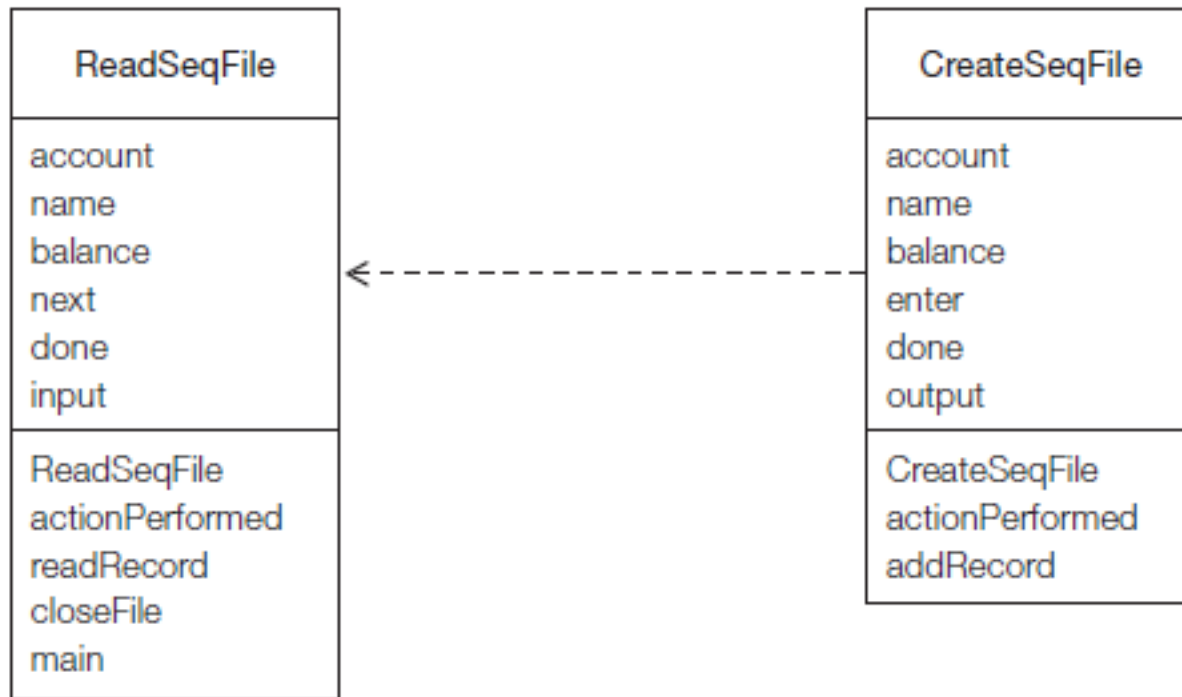 ReadSeqFile
account
name
balance
next
done
input
ReadSeqFile
actionPerformed
readRecord
closeFile
main
CreateSeqFile
account
name
balance
enter
done
output
CreateSeqFile
actionPerformed
addRecord